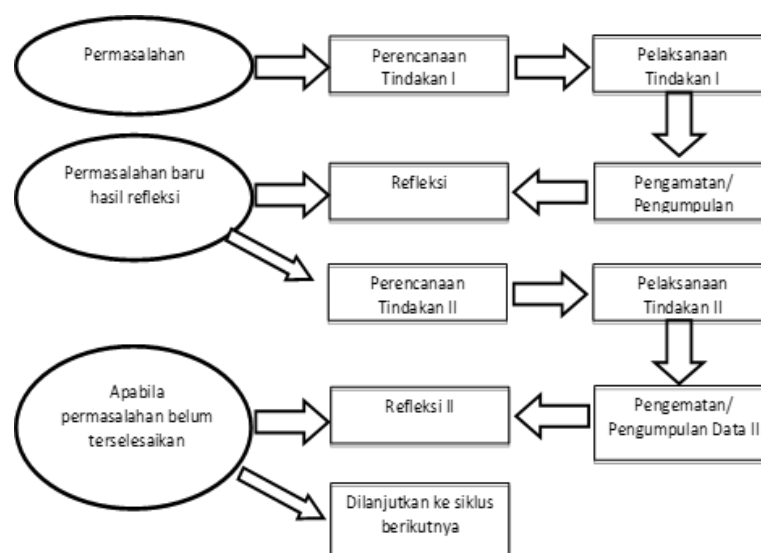 Permasalahan
Perencanaan
Tindakan I
Pelaksanaan
Tindakan I
Permasalahan baru
hasil refleksi
Refleksi
Pengamatan/
Pengumpulan
Perencanaan
Tindakan II
Pelaksanaan
Tindakan II
Apabila
permasalahan belum
terselesaikan
Refleksi II
Pengematan/
Pengumpulan Data II
Dilanjutkan ke siklus
berikutnya